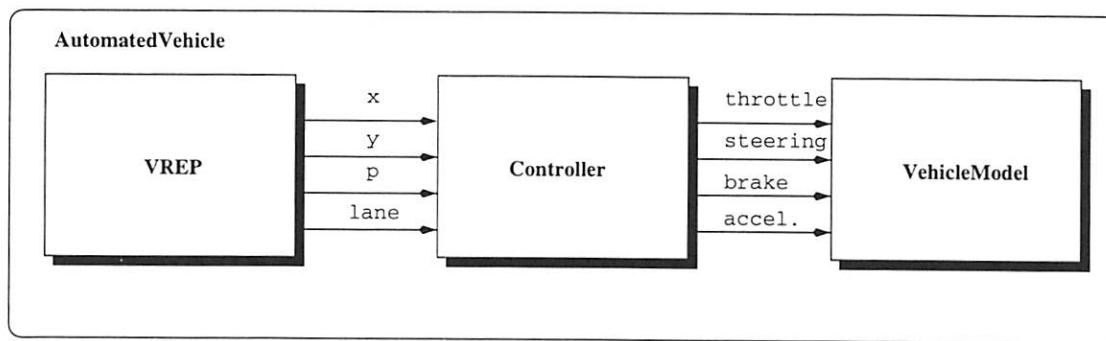 AutomatedVehicle
VREP
x
y
p
lane
Controller
throttle
steering
brake
accel.
VehicleModel